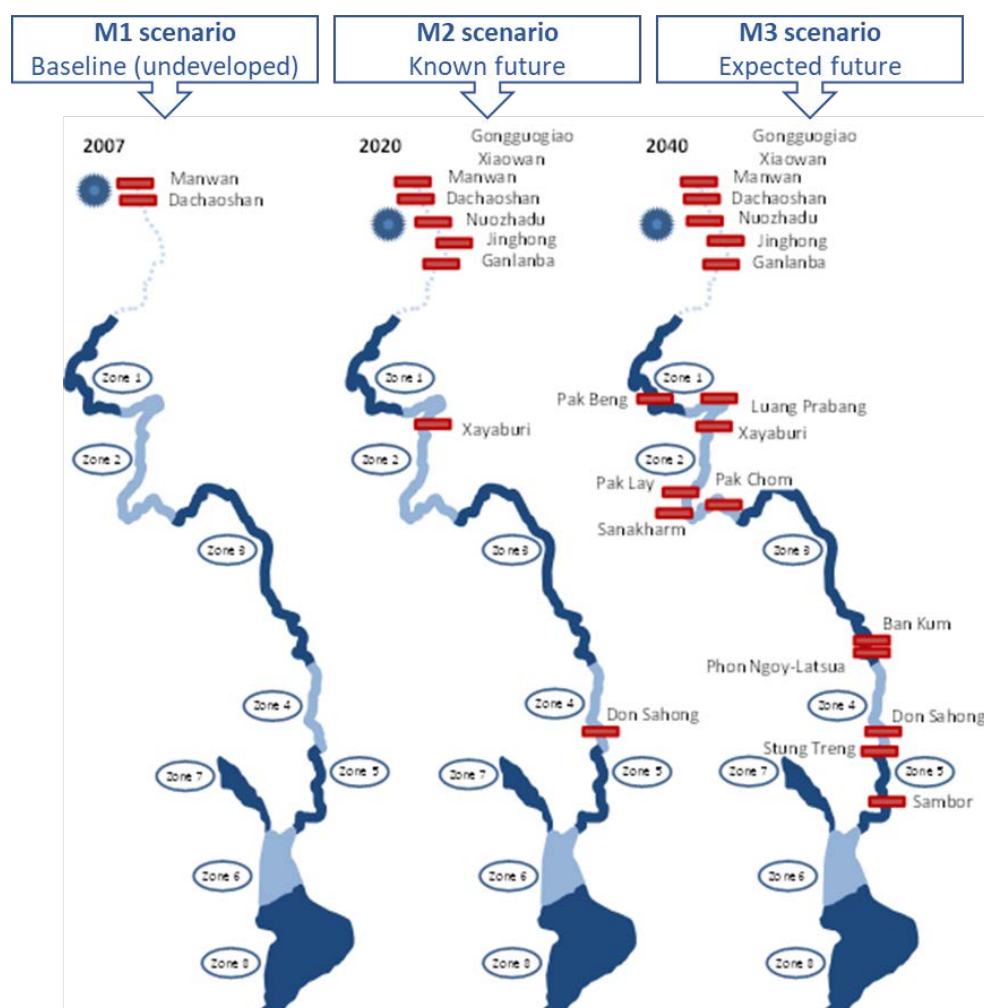 M1 scenario
Baseline (undeveloped)
M2 scenario
Known future
M3 scenario
Expected future
2007
Manwan
Dachaoshan
Zone 1
Zone 2
Zone 3
Zone 4
Zone 5
Zone 7
Zone 6
Zone 8
2020
Gongguogiao
Xiaowan
Manwan
Dachaoshan
Nuozhadu
Jinghong
Ganlanba
Zone 1
Xayaburi
Zone 2
Zone 3
Zone 4
Don Sahong
Zone 5
Zone 7
Zone 6
Zone 8
2040
Gongguogiao
Xiaowan
Manwan
Dachaoshan
Nuozhadu
Jinghong
Ganlanba
Zone 1
Pak Beng
Luang Prabang
Xayaburi
Zone 2
Pak Lay
Pak Chom
Sanakharm
Zone 3
Ban Kum
Phon Ngoy-Latsua
Zone 4
Don Sahong
Stung Treng
Zone 5
Zone 7
Sambor
Zone 6
Zone 8